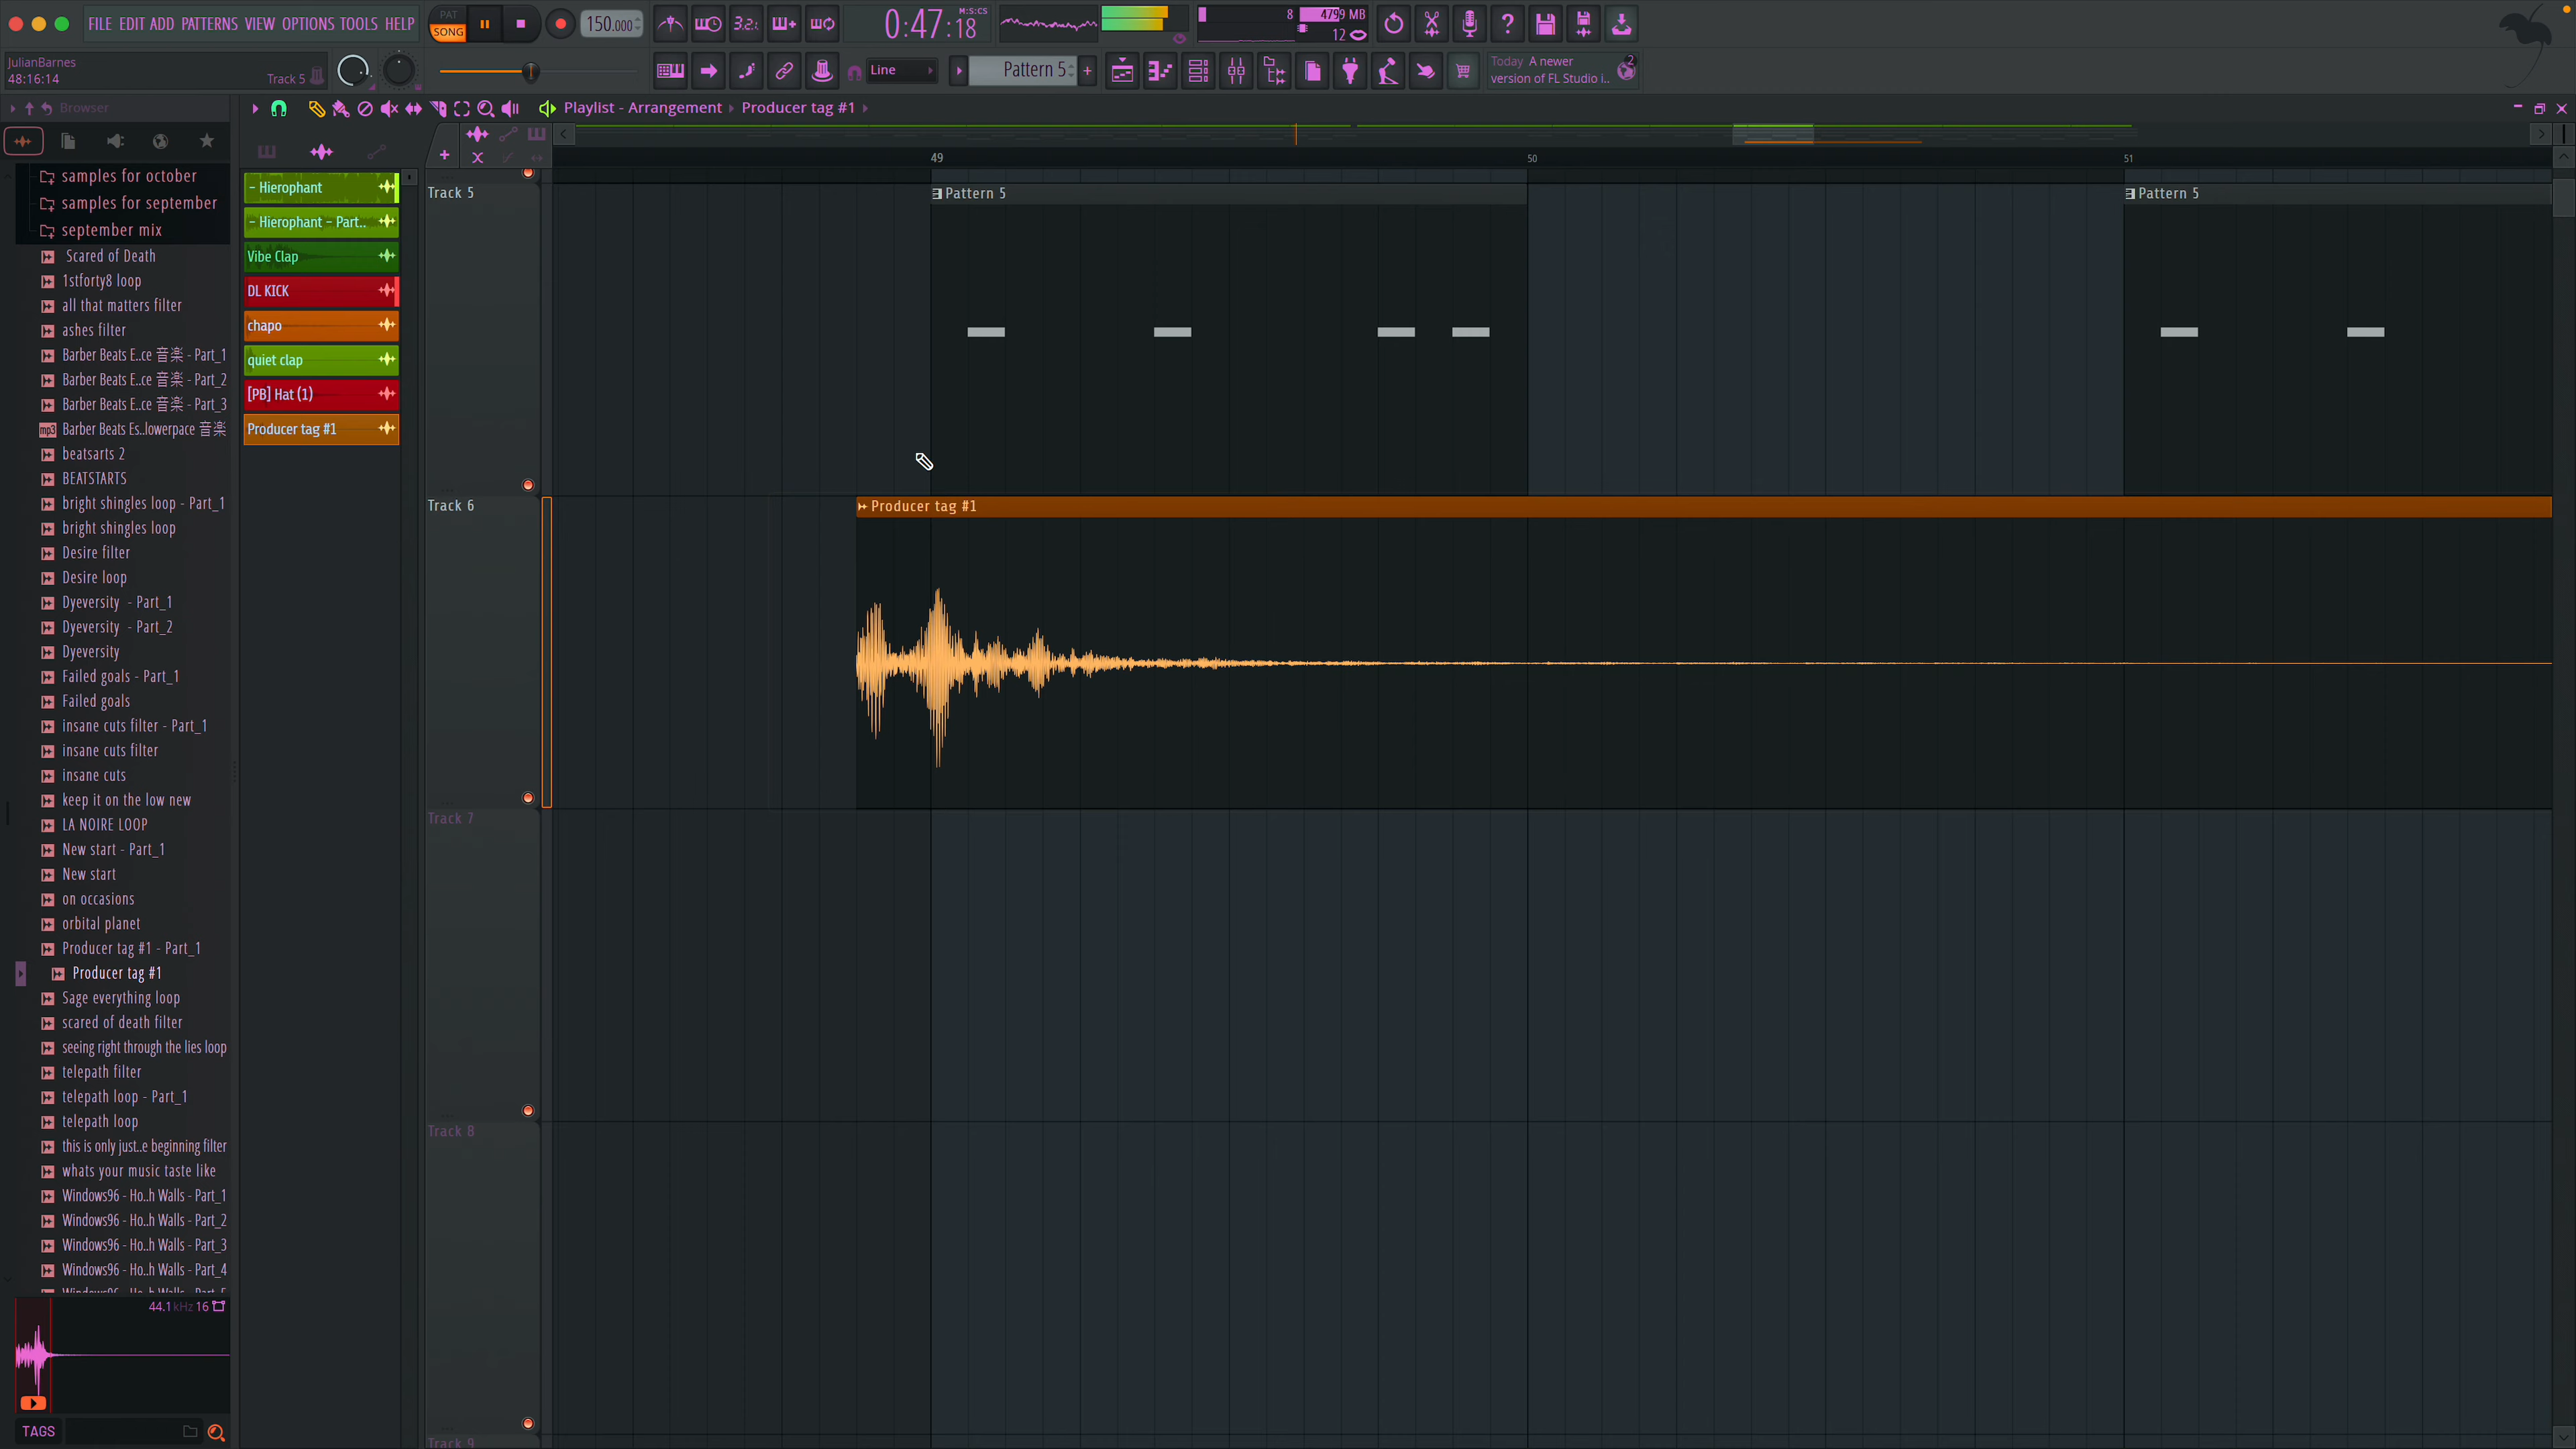 FILE EDIT ADD PATTERNS VIEW OPTIONS TOOLS HELP
PAT
SONG
150.000
3.2.
0:47:18
M:S:CS
8
4799 MB
12
JulianBarnes
48:16:14
Track 5
Line
Pattern 5
Today A newer
version of FL Studio i..
2
Browser
Playlist - Arrangement
Producer tag #1
samples for october
samples for september
september mix
Scared of Death
1stforty8 loop
all that matters filter
ashes filter
Barber Beats E..ce 音楽 - Part_1
Barber Beats E..ce 音楽 - Part_2
Barber Beats E..ce 音楽 - Part_3
mp3
Barber Beats Es..lowerpace 音楽
beatsarts 2
BEATSTARTS
bright shingles loop - Part_1
bright shingles loop
Desire filter
Desire loop
Dyeversity - Part_1
Dyeversity - Part_2
Dyeversity
Failed goals - Part_1
Failed goals
insane cuts filter - Part_1
insane cuts filter
insane cuts
keep it on the low new
LA NOIRE LOOP
New start - Part_1
New start
on occasions
orbital planet
Producer tag #1 - Part_1
Producer tag #1
Sage everything loop
scared of death filter
seeing right through the lies loop
telepath filter
telepath loop - Part_1
telepath loop
this is only just..e beginning filter
whats your music taste like
Windows96 - Ho..h Walls - Part_1
Windows96 - Ho..h Walls - Part_2
Windows96 - Ho..h Walls - Part_3
Windows96 - Ho..h Walls - Part_4
44.1kHz 16
TAGS
- Hierophant
- Hierophant - Part..
Vibe Clap
DL KICK
chapo
quiet clap
[PB] Hat (1)
Producer tag #1
49
50
51
Track 5
Pattern 5
Pattern 5
Track 6
Producer tag #1
Track 7
Track 8
Track 9